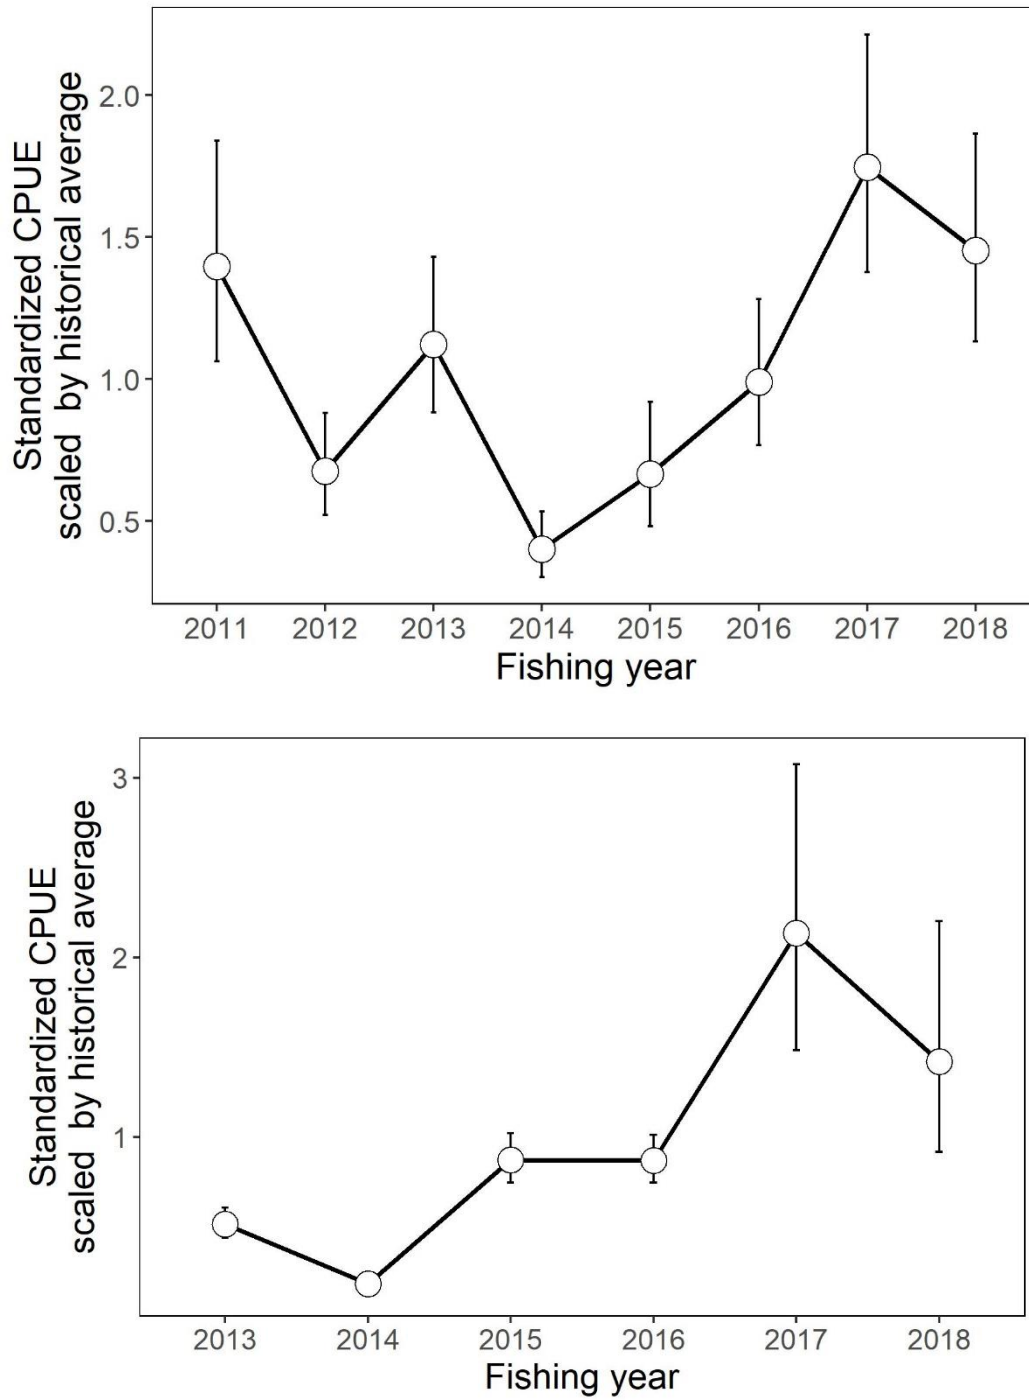 Standardized CPUE
scaled by historical average
2.0
1.5
1.0
0.5
2011 2012 2013 2014 2015 2016 2017 2018
Fishing year
Standardized CPUE
scaled by historical average
3
2
1
2013 2014 2015 2016 2017 2018
Fishing year